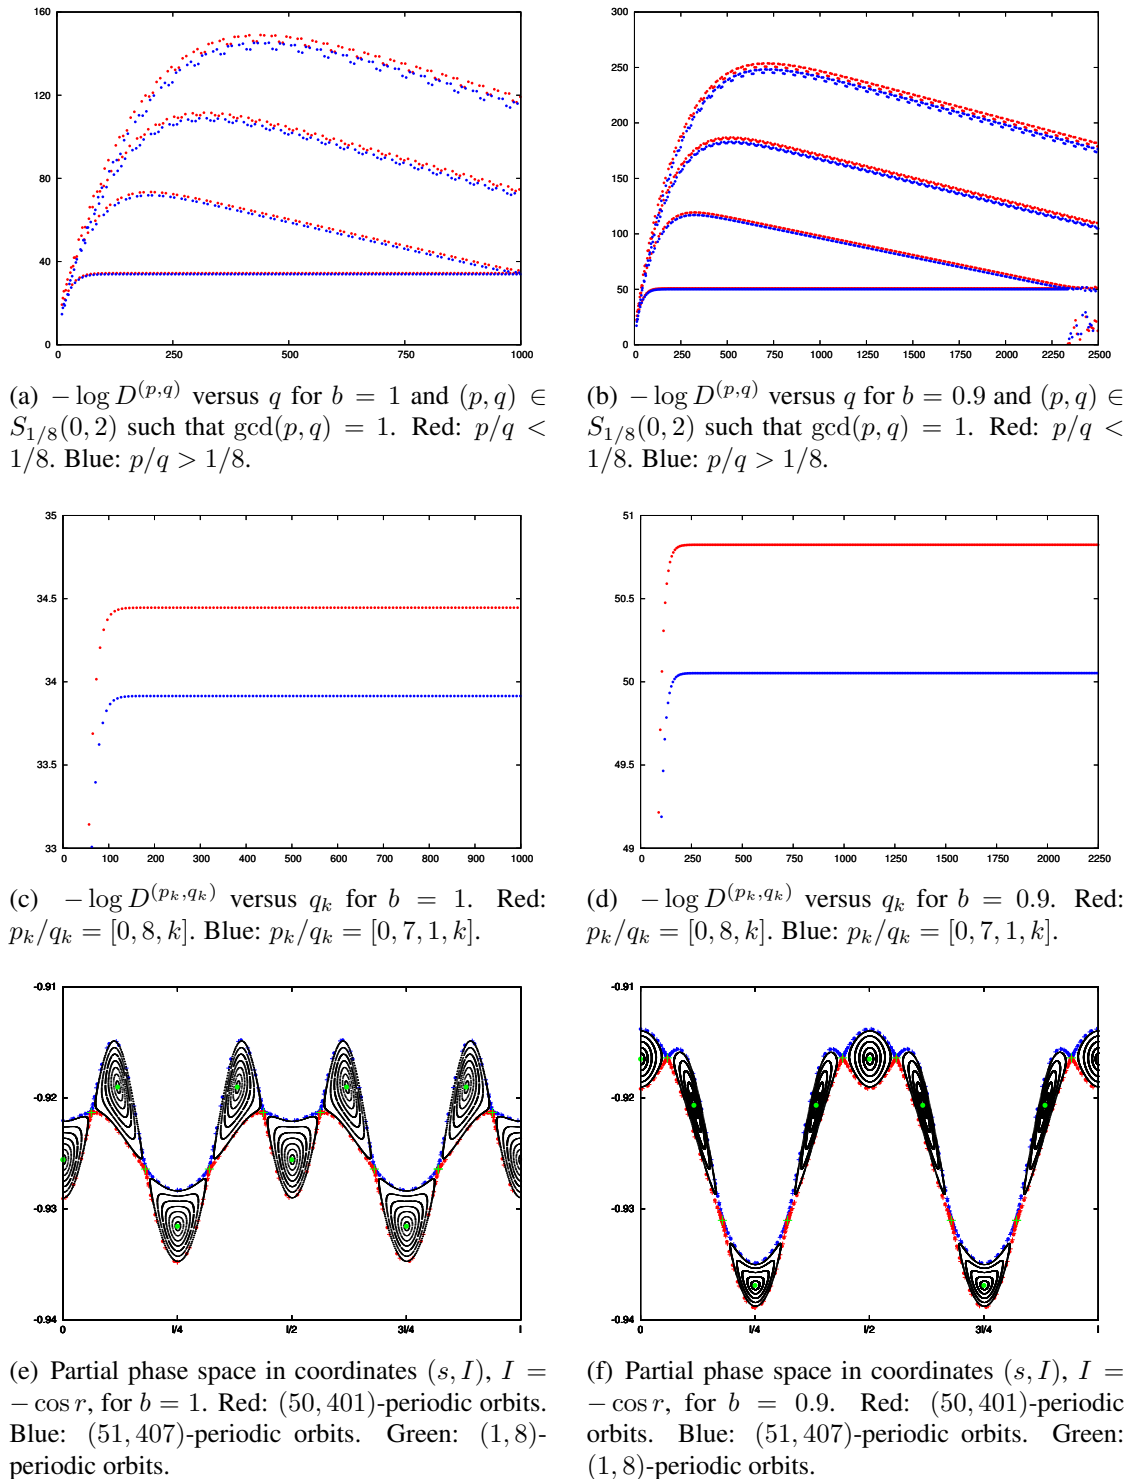 160
120
80
40
0
0 250 500 750 1000
300
250
200
150
100
50
0
0 250 500 750 1000 1250 1500 1750 2000 2250 2500
(a) − log D^{(p,q)} versus q for b = 1 and (p, q) ∈
S_{1/8}(0, 2) such that gcd(p, q) = 1. Red: p/q <
1/8. Blue: p/q > 1/8.
(b) − log D^{(p,q)} versus q for b = 0.9 and (p, q) ∈
S_{1/8}(0, 2) such that gcd(p, q) = 1. Red: p/q <
1/8. Blue: p/q > 1/8.
35
34.5
34
33.5
33
0 100 200 300 400 500 600 700 800 900 1000
51
50.5
50
49.5
49
0 250 500 750 1000 1250 1500 1750 2000 2250
(c) − log D^{(p_k,q_k)} versus q_k for b = 1. Red:
p_k/q_k = [0, 8, k]. Blue: p_k/q_k = [0, 7, 1, k].
(d) − log D^{(p_k,q_k)} versus q_k for b = 0.9. Red:
p_k/q_k = [0, 8, k]. Blue: p_k/q_k = [0, 7, 1, k].
-0.91
-0.92
-0.93
-0.94
0 l/4 l/2 3l/4 l
-0.91
-0.92
-0.93
-0.94
0 l/4 l/2 3l/4 l
(e) Partial phase space in coordinates (s, I), I =
− cos r, for b = 1. Red: (50, 401)-periodic orbits.
Blue: (51, 407)-periodic orbits. Green: (1, 8)-
periodic orbits.
(f) Partial phase space in coordinates (s, I), I =
− cos r, for b = 0.9. Red: (50, 401)-periodic
orbits. Blue: (51, 407)-periodic orbits. Green:
(1, 8)-periodic orbits.